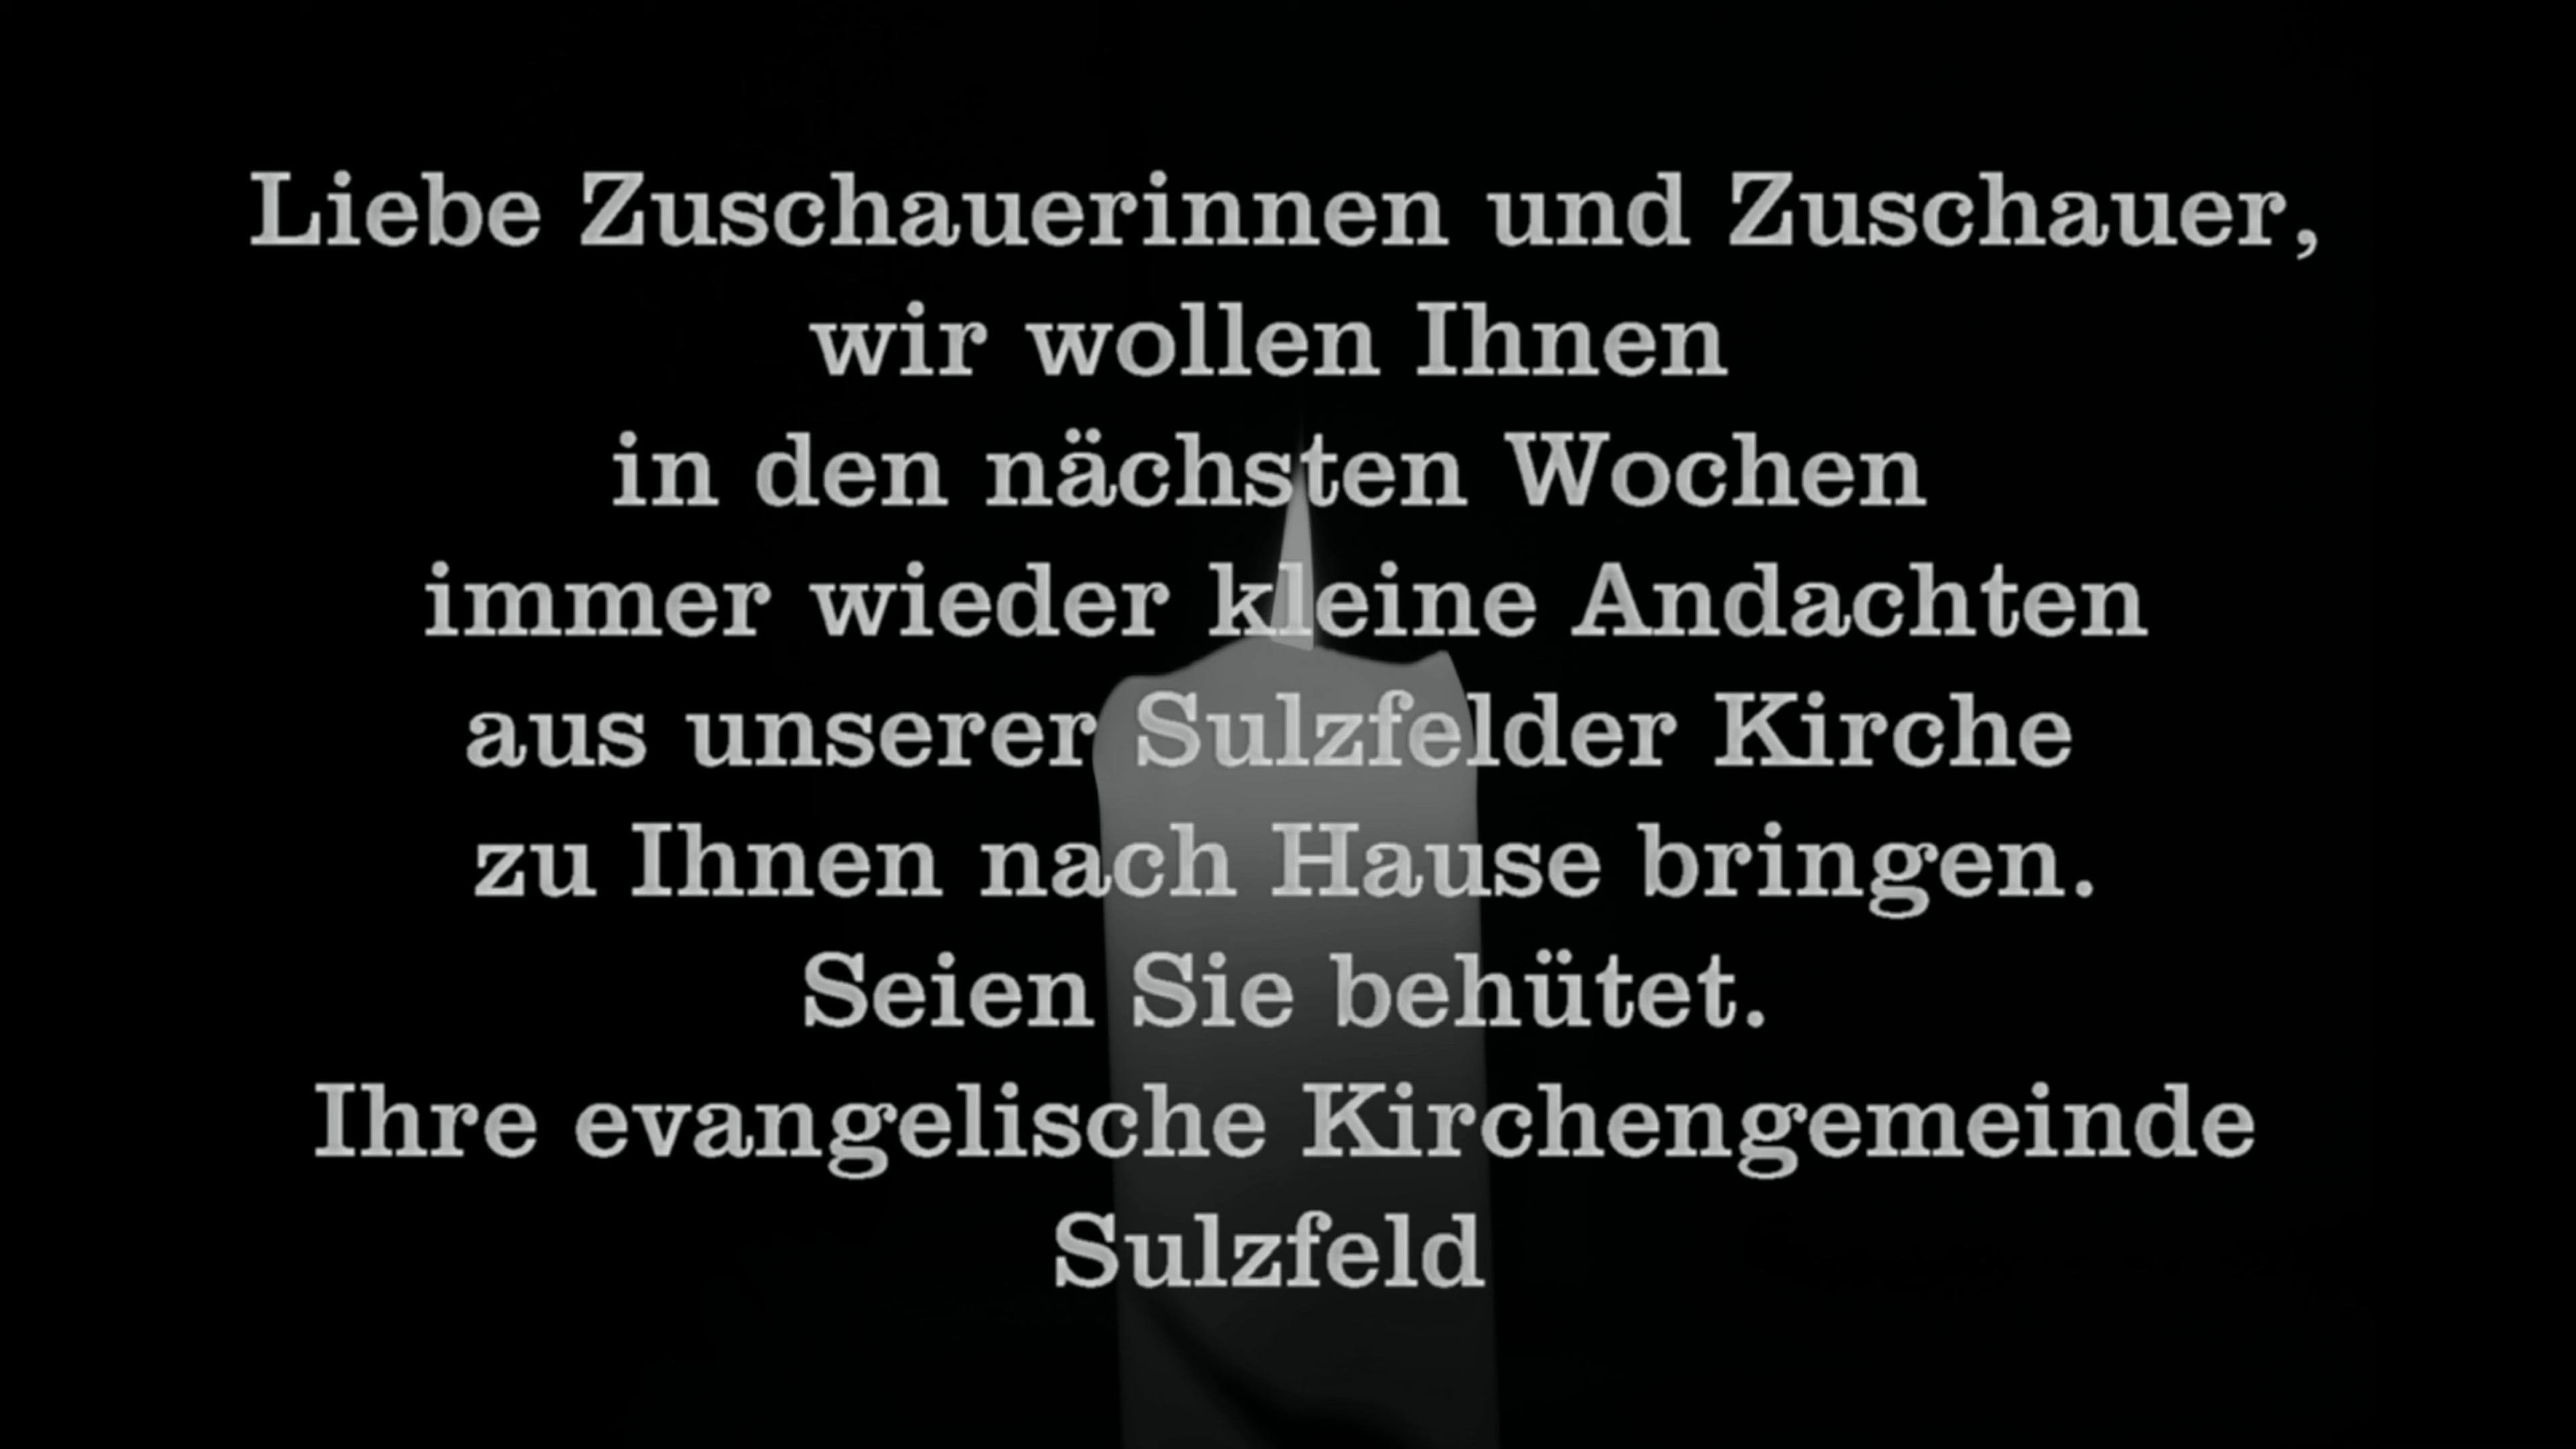 Liebe Zuschauerinnen und Zuschauer,
wir wollen Ihnen
in den nächsten Wochen
immer wieder kleine Andachten
aus unserer Sulzfelder Kirche
zu Ihnen nach Hause bringen.
Seien Sie behütet.
Ihre evangelische Kirchengemeinde
Sulzfeld